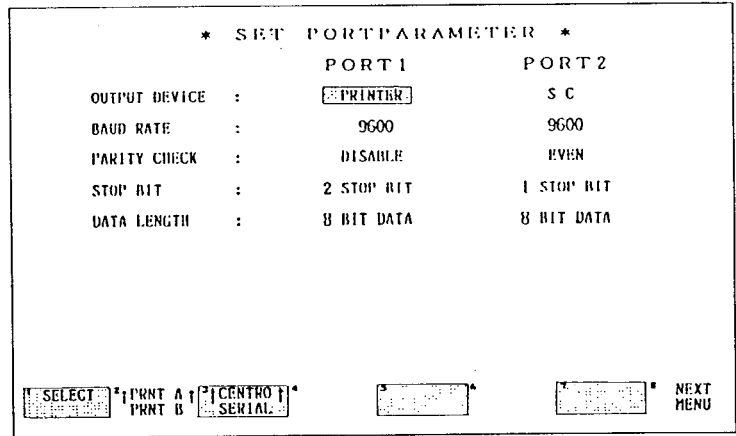 * SET PORTPARAMETER *
PORT1 PORT2
OUTPUT DEVICE : PRINTER S C
BAUD RATE : 9600 9600
PARITY CHECK : DISABLE EVEN
STOP BIT : 2 STOP BIT 1 STOP BIT
DATA LENGTH : 8 BIT DATA 8 BIT DATA
1 SELECT 2 ↑PRNT A↑ 3 ↑CENTRO↑ 4 5 6 7 8 NEXT
PRNT B SERIAL MENU